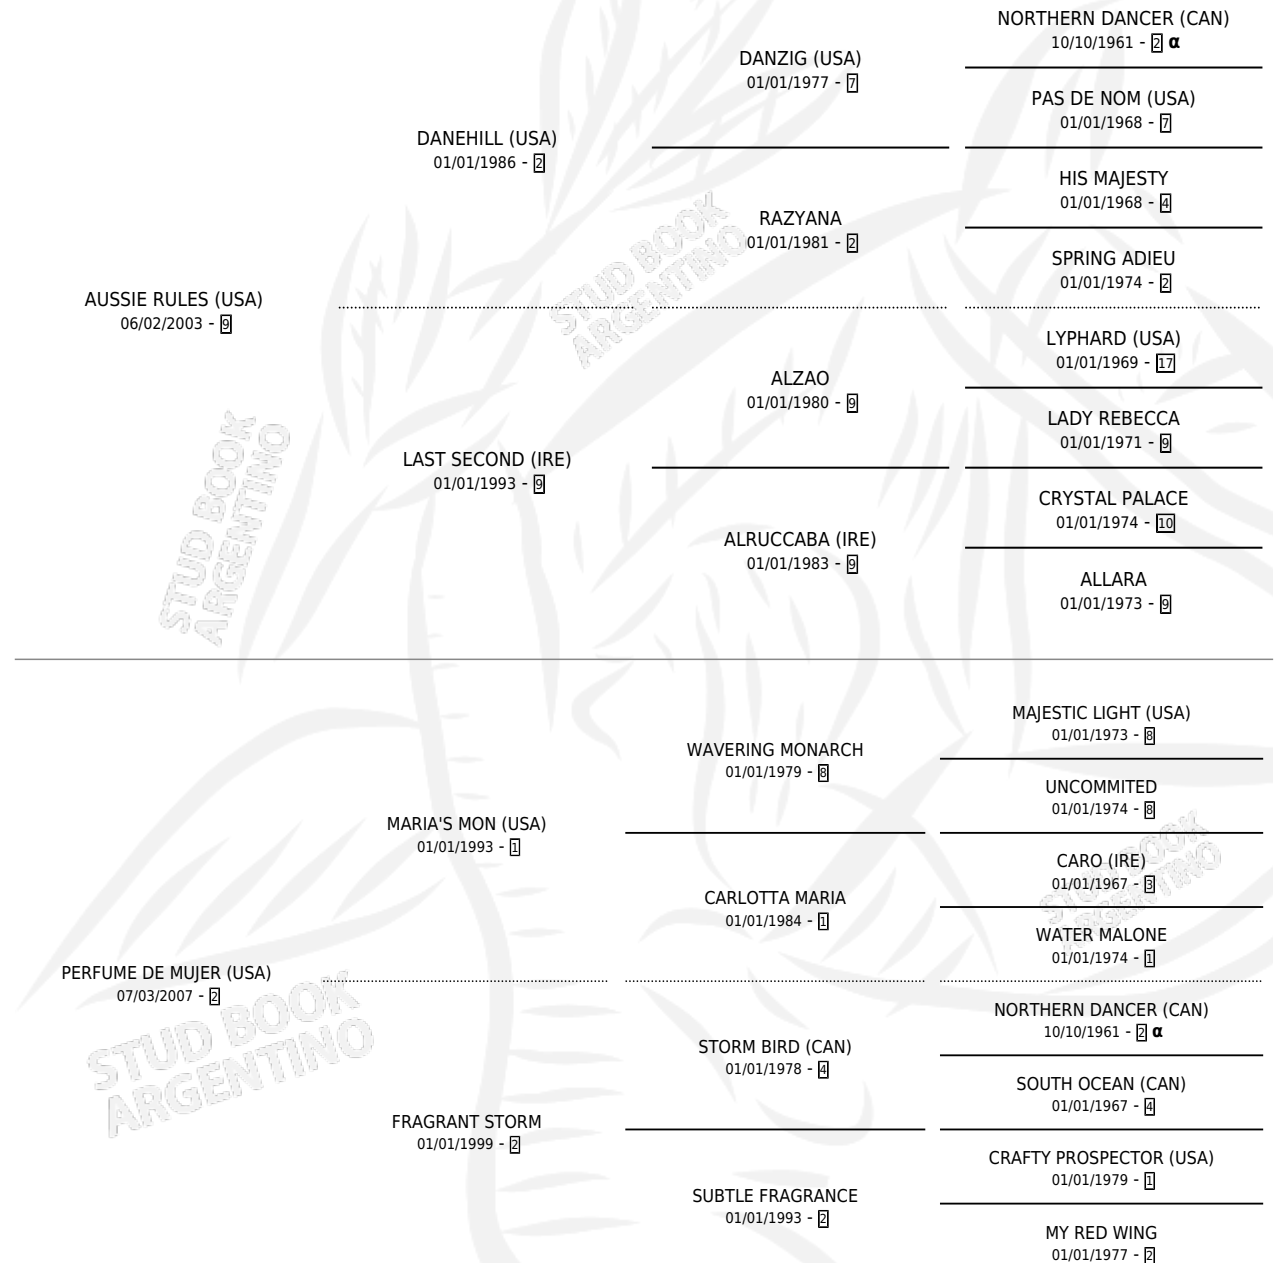 NORTHERN DANCER (CAN)
10/10/1961 - 2 α
DANZIG (USA)
01/01/1977 - 7
PAS DE NOM (USA)
01/01/1968 - 7
DANEHILL (USA)
01/01/1986 - 2
HIS MAJESTY
01/01/1968 - 4
RAZYANA
01/01/1981 - 2
SPRING ADIEU
01/01/1974 - 2
AUSSIE RULES (USA)
06/02/2003 - 9
LYPHARD (USA)
01/01/1969 - 17
ALZAO
01/01/1980 - 9
LADY REBECCA
01/01/1971 - 9
LAST SECOND (IRE)
01/01/1993 - 9
CRYSTAL PALACE
01/01/1974 - 10
ALRUCCABA (IRE)
01/01/1983 - 9
ALLARA
01/01/1973 - 9
STUD BOOK
ARGENTINO
STUD BOOK
ARGENTINO
MAJESTIC LIGHT (USA)
01/01/1973 - 8
WAVERING MONARCH
01/01/1979 - 8
UNCOMMITED
01/01/1974 - 8
MARIA'S MON (USA)
01/01/1993 - 1
CARO (IRE)
01/01/1967 - 3
CARLOTTA MARIA
01/01/1984 - 1
WATER MALONE
01/01/1974 - 1
PERFUME DE MUJER (USA)
07/03/2007 - 2
NORTHERN DANCER (CAN)
10/10/1961 - 2 α
STORM BIRD (CAN)
01/01/1978 - 4
SOUTH OCEAN (CAN)
01/01/1967 - 4
FRAGRANT STORM
01/01/1999 - 2
CRAFTY PROSPECTOR (USA)
01/01/1979 - 1
SUBTLE FRAGRANCE
01/01/1993 - 2
MY RED WING
01/01/1977 - 2
STUD BOOK
ARGENTINO
STUD BOOK
ARGENTINO